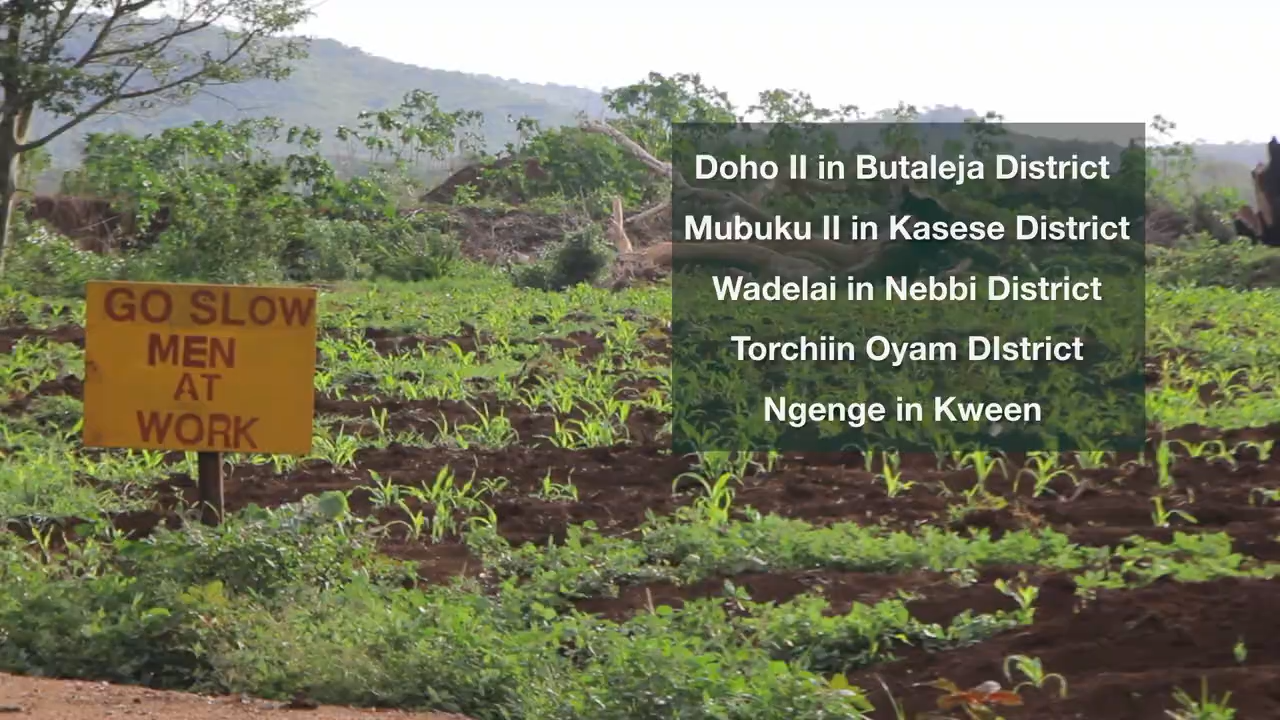 GO SLOW
MEN
AT
WORK
Doho II in Butaleja District
Mubuku II in Kasese District
Wadelai in Nebbi District
Torchiin Oyam DIstrict
Ngenge in Kween